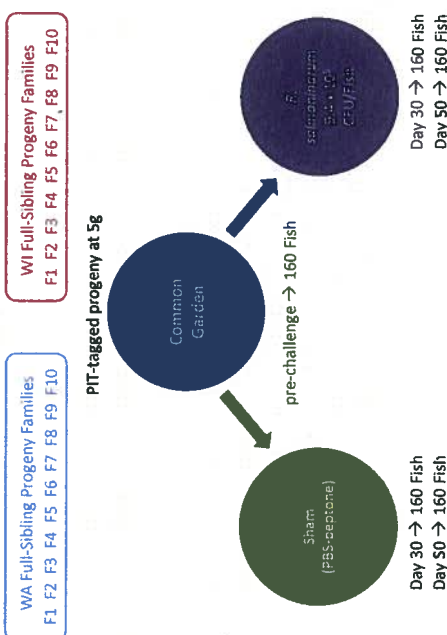 WA Full-Sibling Progeny Families
F1 F2 F3 F4 F5 F6 F7 F8 F9 F10
WI Full-Sibling Progeny Families
F1 F2 F3 F4 F5 F6 F7 F8 F9 F10
PIT-tagged progeny at 5g
Common
Garden
pre-challenge → 160 Fish
Sham
(PBS-peptone)
R.
salmoninarum
CFU/Fish
Day 30 → 160 Fish
Day 50 → 160 Fish
Day 30 → 160 Fish
Day 50 → 160 Fish